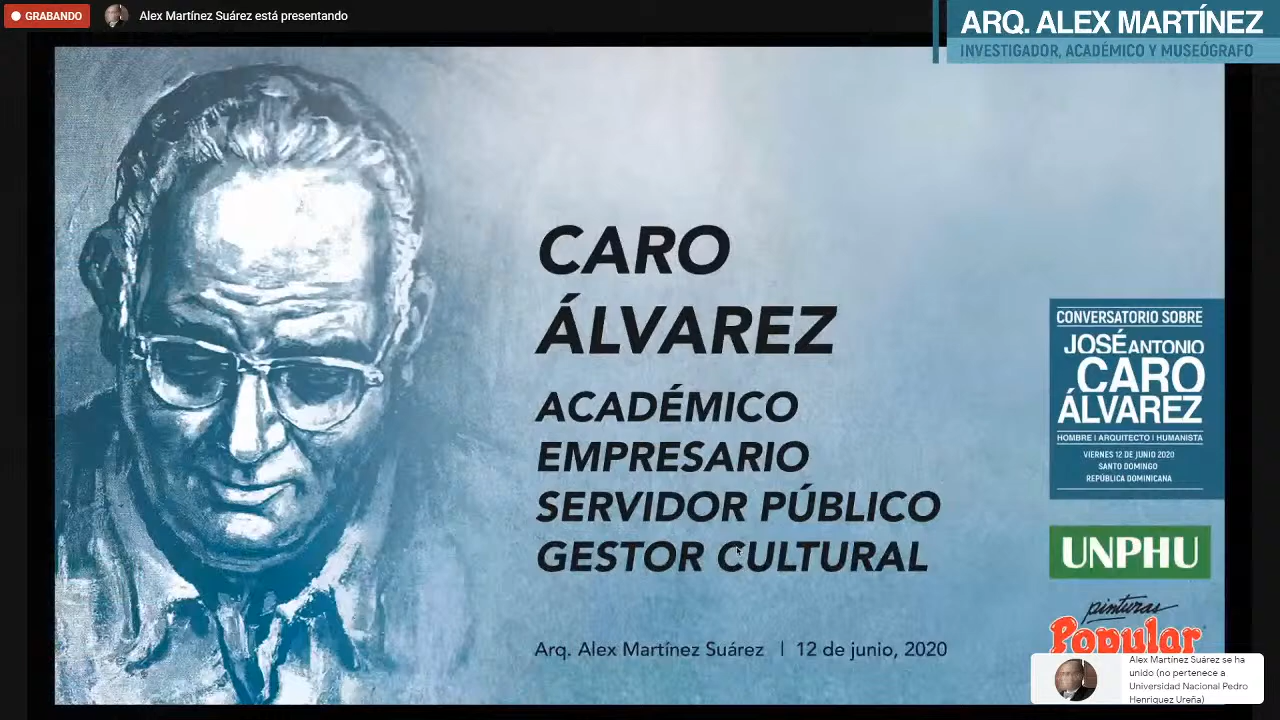 GRABANDO
Alex Martínez Suárez está presentando
ARQ. ALEX MARTÍNEZ
INVESTIGADOR, ACADÉMICO Y MUSEÓGRAFO
CARO
ÁLVAREZ
ACADÉMICO
EMPRESARIO
SERVIDOR PÚBLICO
GESTOR CULTURAL
Arq. Alex Martínez Suárez | 12 de junio, 2020
CONVERSATORIO SOBRE
JOSÉ ANTONIO
CARO
ÁLVAREZ
HOMBRE | ARQUITECTO | HUMANISTA
VIERNES 12 DE JUNIO 2020
SANTO DOMINGO
REPÚBLICA DOMINICANA
UNPHU
pinturas
Popular
Alex Martínez Suárez se ha
unido (no pertenece a
Universidad Nacional Pedro
Henriquez Ureña)